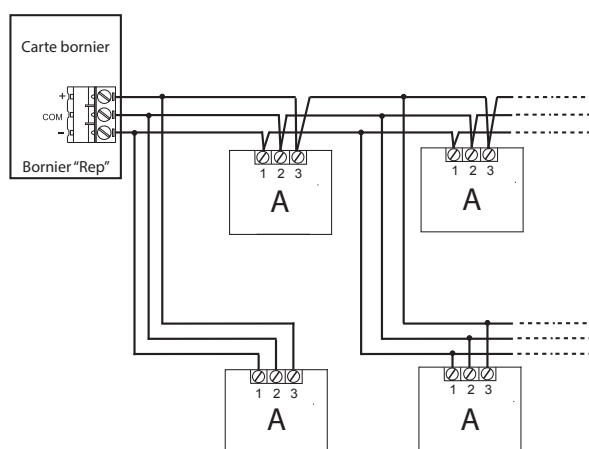 Carte bornier
+
COM
–
Bornier “Rep”
1 2 3
A
1 2 3
A
1 2 3
A
1 2 3
A